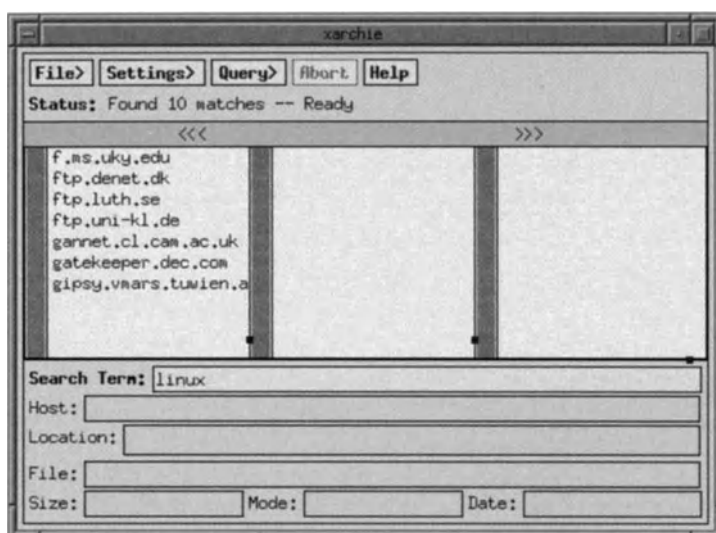 xarchie
File> Settings> Query> Abort Help
Status: Found 10 matches -- Ready
<<< >>>
f.ms.uky.edu
ftp.denet.dk
ftp.luth.se
ftp.uni-kl.de
gannet.cl.cam.ac.uk
gatekeeper.dec.com
gipsy.vmars.tuwien.a
Search Term: linux
Host:
Location:
File:
Size: Mode: Date: